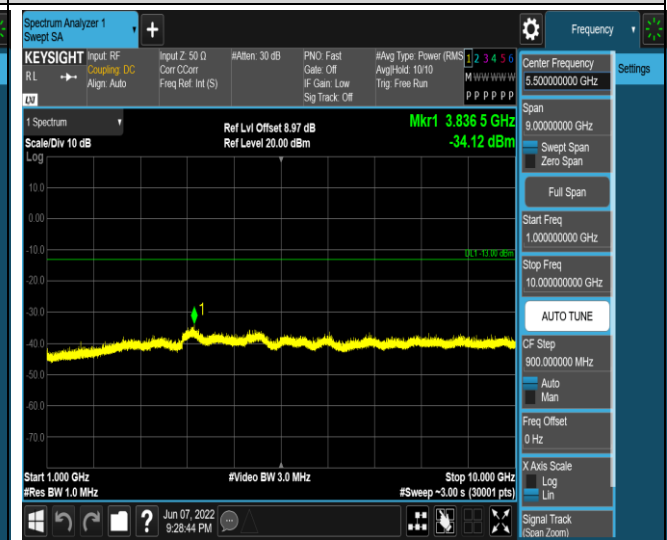 Spectrum Analyzer 1
Swept SA
+
Frequency
KEYSIGHT
Input: RF
Input Z: 50 Ω
#Atten: 30 dB
PNO: Fast
#Avg Type: Power (RMS
1 2 3 4 5 6
R L
Coupling: DC
Corr CCorr
Gate: Off
Avg|Hold: 10/10
M W W W W W
Align: Auto
Freq Ref: Int (S)
IF Gain: Low
Trig: Free Run
Sig Track: Off
P P P P P P
LXI
1 Spectrum
Ref Lvl Offset 8.97 dB
Mkr1 3.836 5 GHz
Scale/Div 10 dB
Ref Level 20.00 dBm
-34.12 dBm
Log
10.0
0.00
-10.0
DL1 -13.00 dBm
-20.0
-30.0
1
-40.0
-50.0
-60.0
-70.0
Start 1.000 GHz
#Video BW 3.0 MHz
Stop 10.000 GHz
#Res BW 1.0 MHz
#Sweep ~3.00 s (30001 pts)
?
Jun 07, 2022
9:28:44 PM
Center Frequency
5.500000000 GHz
Settings
Span
9.00000000 GHz
Swept Span
Zero Span
Full Span
Start Freq
1.000000000 GHz
Stop Freq
10.000000000 GHz
AUTO TUNE
CF Step
900.000000 MHz
Auto
Man
Freq Offset
0 Hz
X Axis Scale
Log
Lin
Signal Track
(Span Zoom)